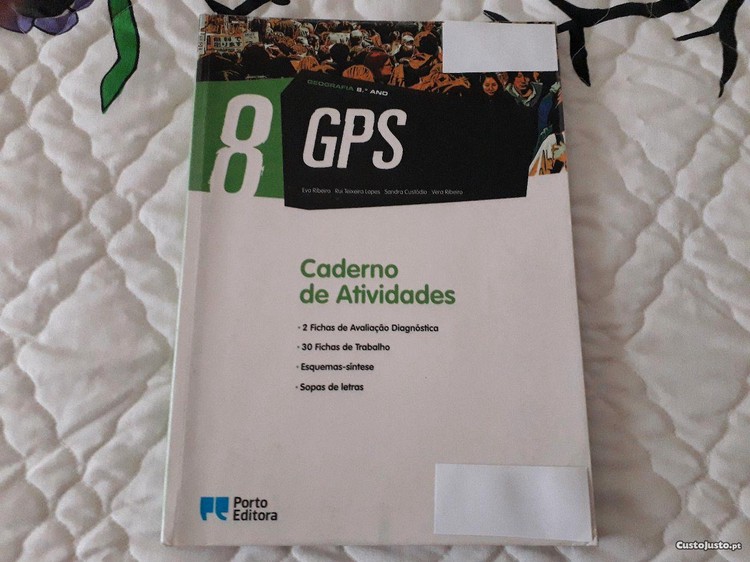 GEOGRAFIA 8.º ANO
8 GPS
Eva Ribeiro Rui Teixeira Lopes Sandra Custódio Vera Ribeiro
Caderno
de Atividades
• 2 Fichas de Avaliação Diagnóstica
• 30 Fichas de Trabalho
• Esquemas-síntese
• Sopas de letras
Porto
Editora
CustoJusto.pt